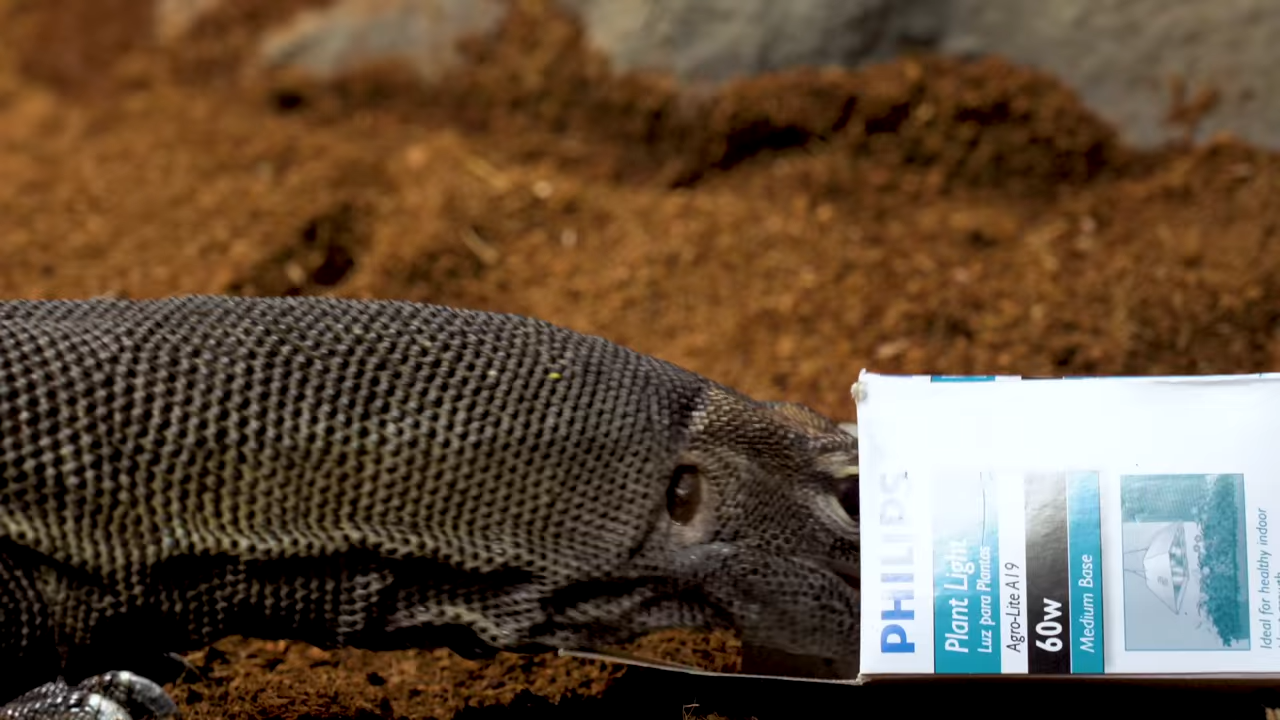 PHILIPS
Plant Light
Luz para Plantas
Agro-Lite A19
60w
Medium Base
Ideal for healthy indoor